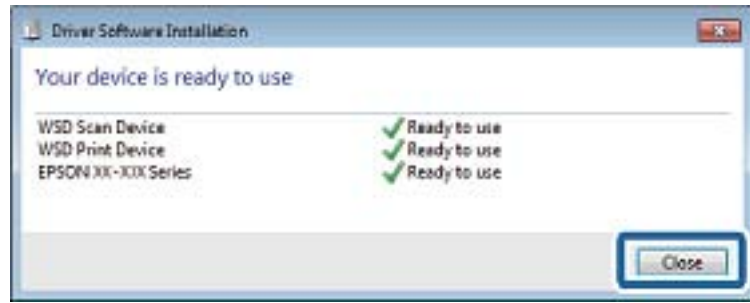 Driver Software Installation
Your device is ready to use
WSD Scan Device Ready to use
WSD Print Device Ready to use
EPSON XX-XXX Series Ready to use
Close